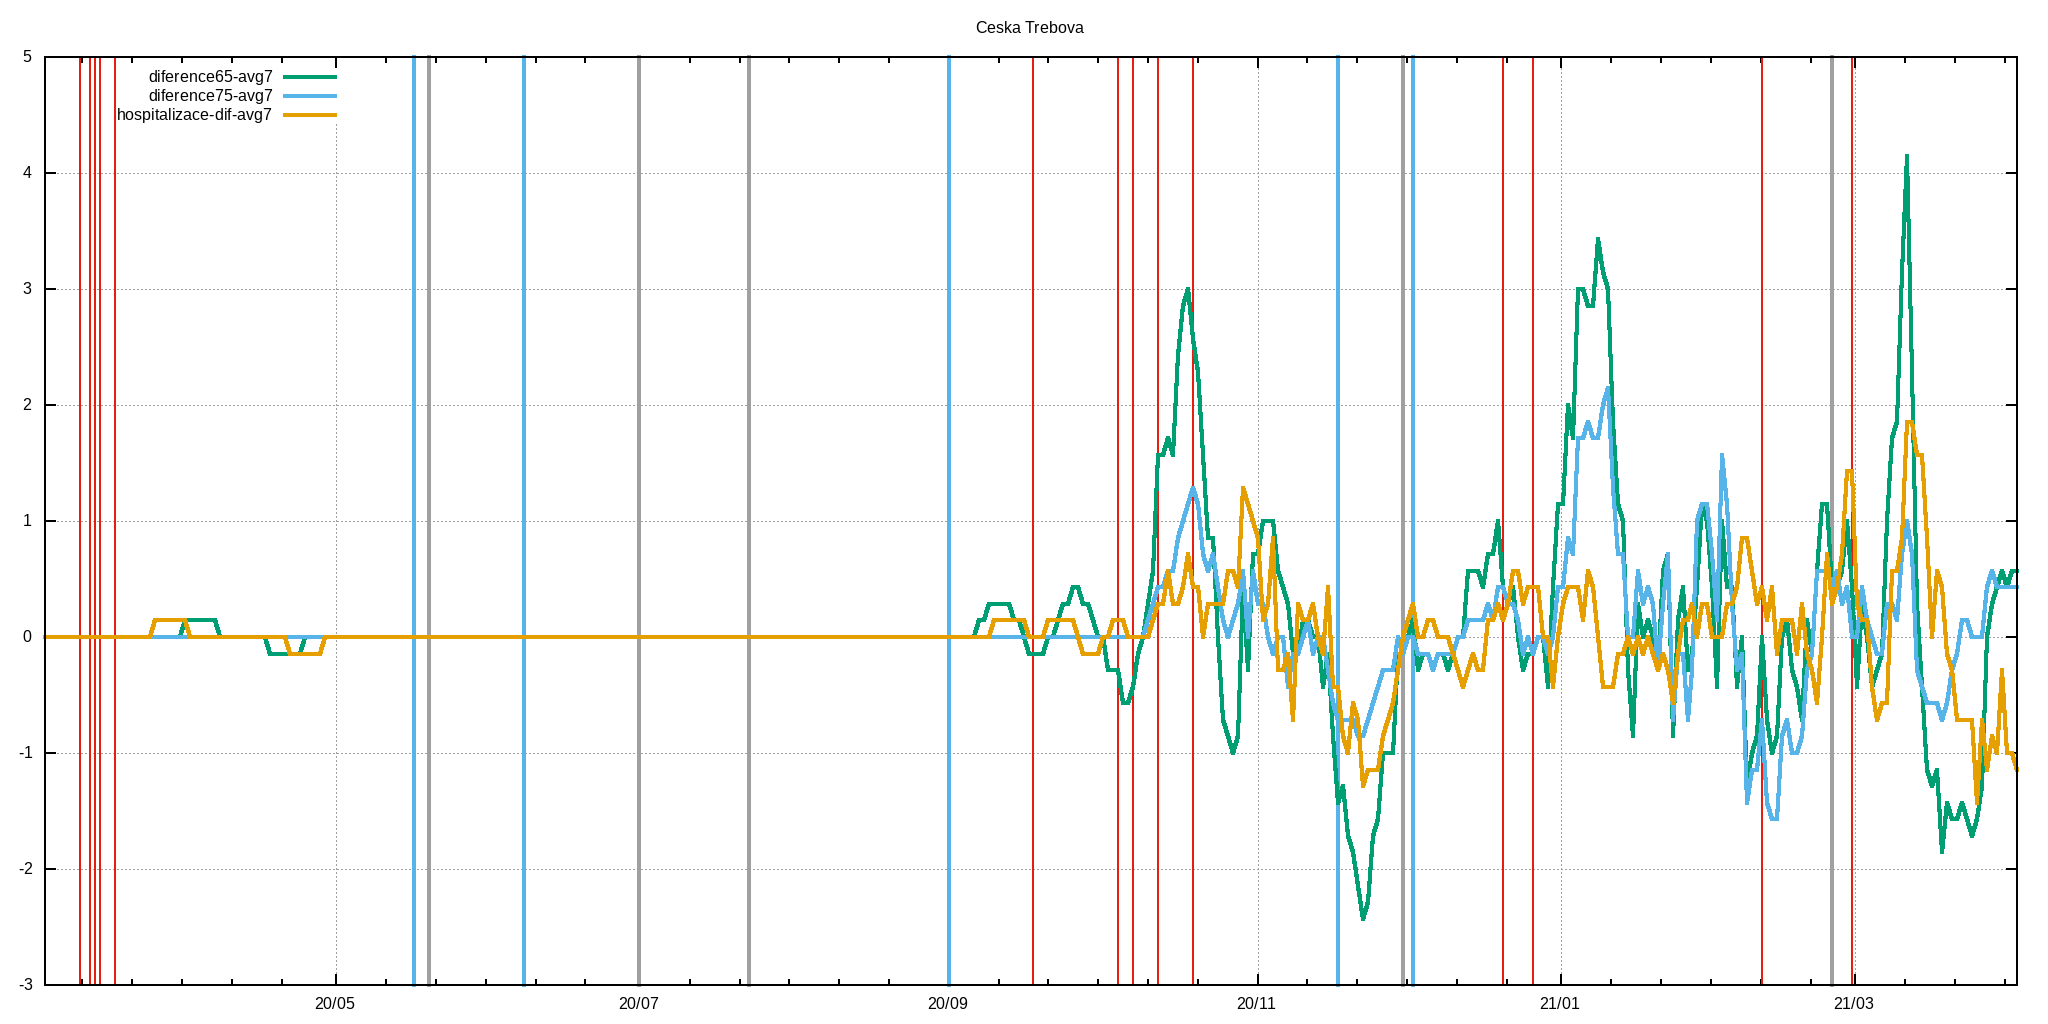 Ceska Trebova
5
diference65-avg7
diference75-avg7
hospitalizace-dif-avg7
4
3
2
1
0
-1
-2
-3
20/05 20/07 20/09 20/11 21/01 21/03